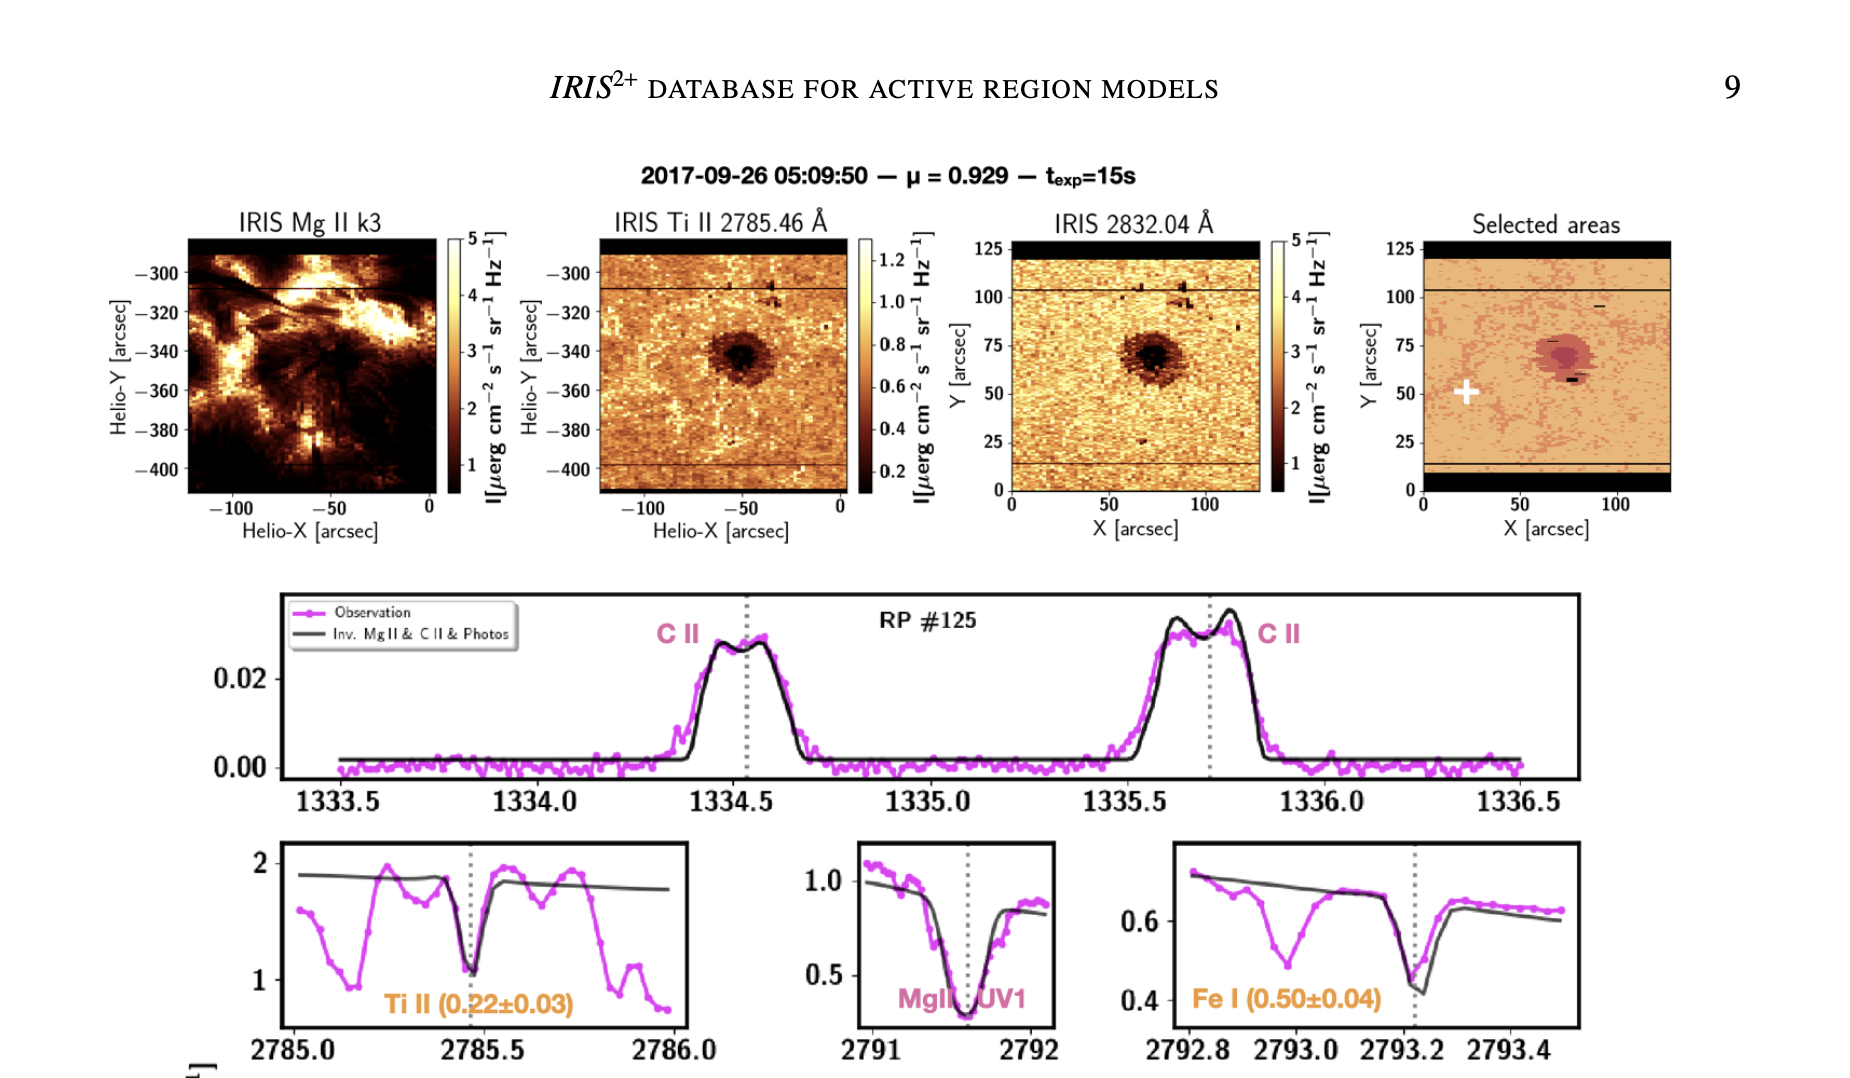 IRIS²⁺ DATABASE FOR ACTIVE REGION MODELS
9
2017-09-26 05:09:50 — μ = 0.929 — tₑₓₚ=15s
IRIS Mg II k3
−300
−320
−340
−360
−380
−400
Helio-Y [arcsec]
−100 −50 0
Helio-X [arcsec]
5
4
3
2
1
I[μerg cm⁻² s⁻¹ sr⁻¹ Hz⁻¹]
IRIS Ti II 2785.46 Å
−300
−320
−340
−360
−380
−400
Helio-Y [arcsec]
−100 −50 0
Helio-X [arcsec]
1.2
1.0
0.8
0.6
0.4
0.2
I[μerg cm⁻² s⁻¹ sr⁻¹ Hz⁻¹]
IRIS 2832.04 Å
125
100
75
50
25
0
Y [arcsec]
0 50 100
X [arcsec]
5
4
3
2
1
I[μerg cm⁻² s⁻¹ sr⁻¹ Hz⁻¹]
Selected areas
125
100
75
50
25
0
Y [arcsec]
0 50 100
X [arcsec]
Observation
Inv. Mg II & C II & Photos
C II
RP #125
C II
0.02
0.00
1333.5 1334.0 1334.5 1335.0 1335.5 1336.0 1336.5
2
1
Ti II (0.22±0.03)
2785.0 2785.5 2786.0
1.0
0.5
MgII UV1
2791 2792
0.6
0.4
Fe I (0.50±0.04)
2792.8 2793.0 2793.2 2793.4